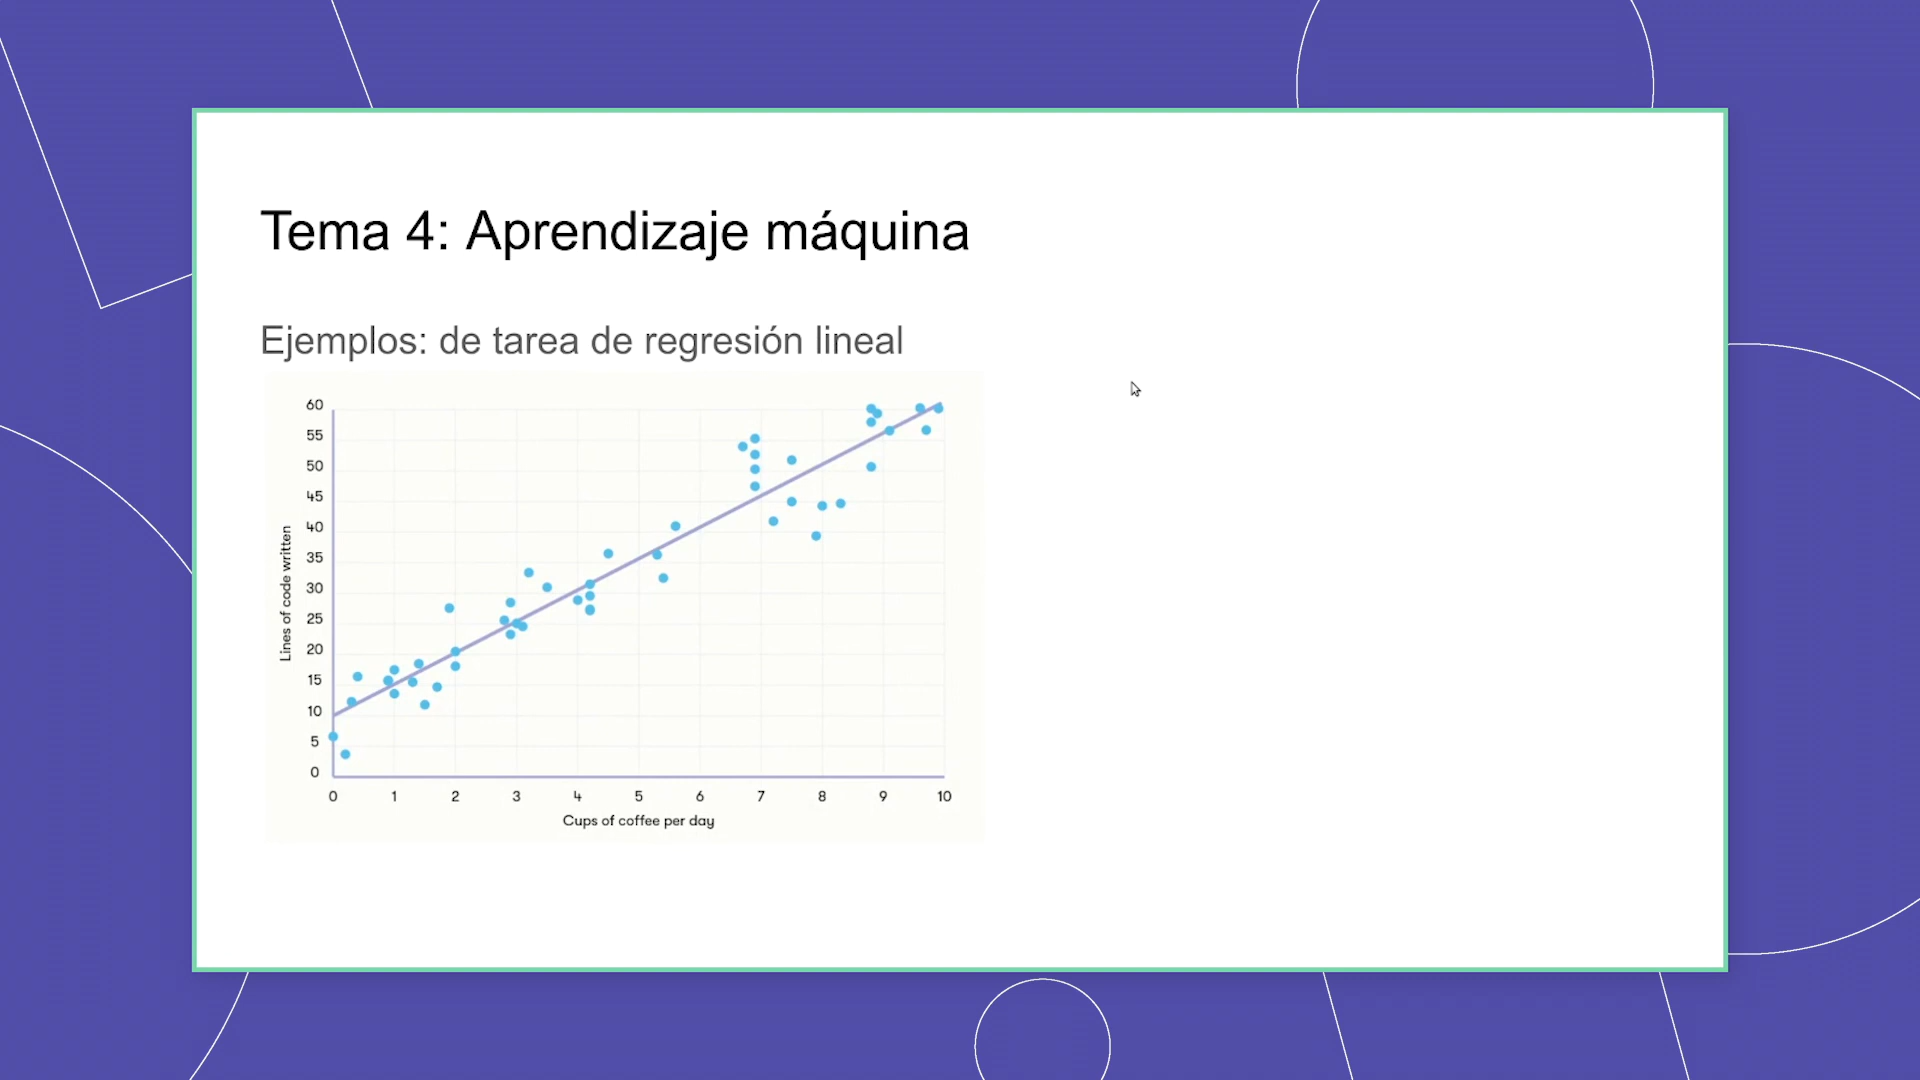 Tema 4: Aprendizaje máquina
Ejemplos: de tarea de regresión lineal
60
55
50
45
40
35
30
25
20
15
10
5
0
Lines of code written
0 1 2 3 4 5 6 7 8 9 10
Cups of coffee per day